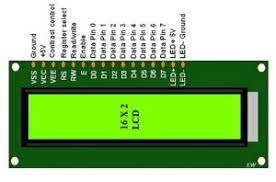 Ground
+5V
Contrast control
Register select
Read/write
Enable
Data Pin 0
Data Pin 1
Data Pin 2
Data Pin 3
Data Pin 4
Data Pin 5
Data Pin 6
Data Pin 7
LED+ 5V
LED- Ground
VSS
VCC
VEE
RS
RW
E
D0
D1
D2
D3
D4
D5
D6
D7
LED+
LED-
16 X 2
LCD